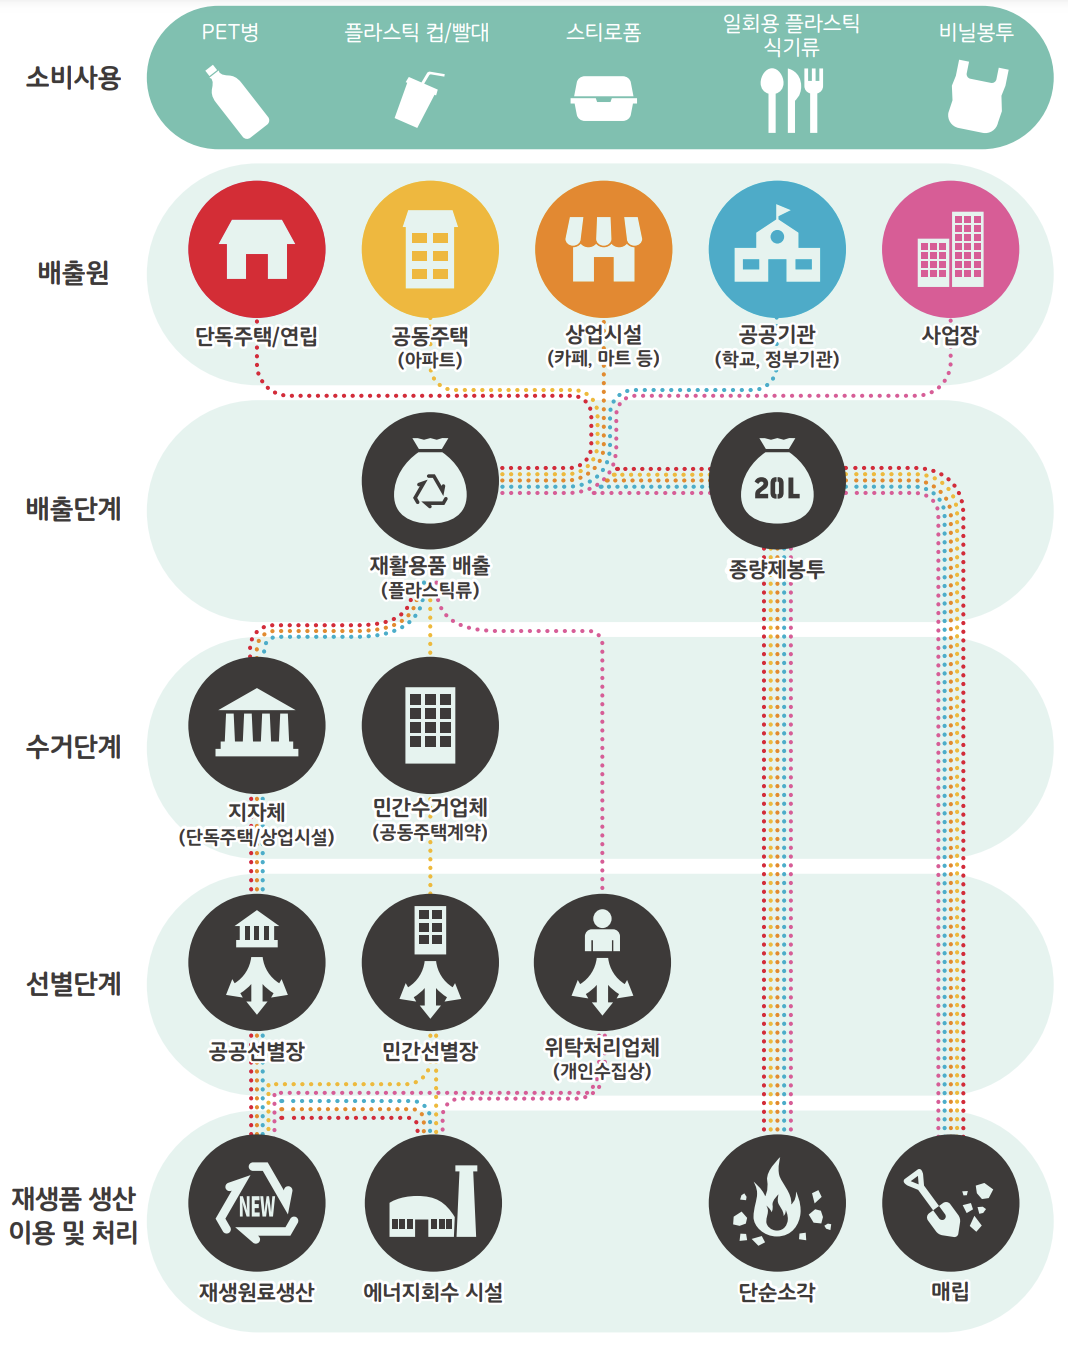 소비사용
PET병
플라스틱 컵/빨대
스티로폼
일회용 플라스틱
식기류
비닐봉투
배출원
단독주택/연립
공동주택
(아파트)
상업시설
(카페, 마트 등)
공공기관
(학교, 정부기관)
사업장
배출단계
재활용품 배출
(플라스틱류)
20L
종량제봉투
수거단계
지자체
(단독주택/상업시설)
민간수거업체
(공동주택계약)
선별단계
공공선별장
민간선별장
위탁처리업체
(개인수집상)
재생품 생산
이용 및 처리
NEW
재생원료생산
에너지회수 시설
단순소각
매립